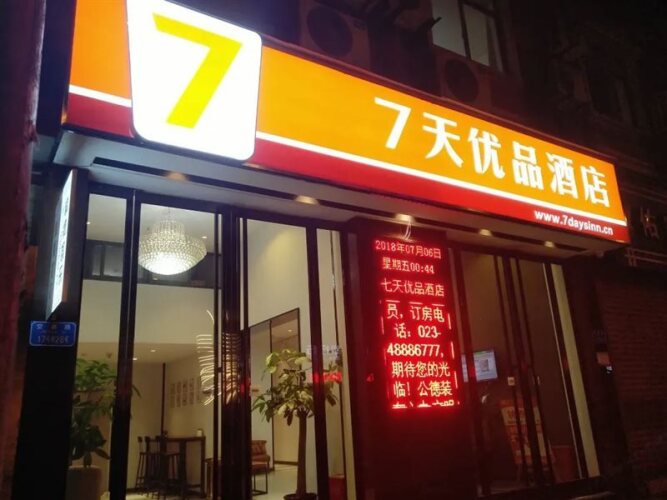 7
7天优品酒店
www.7daysinn.cn
2018年07月06日
星期五00:44
七天优品酒店
员，订房电
话：023-
48886777，
期待您的光
临！公德装